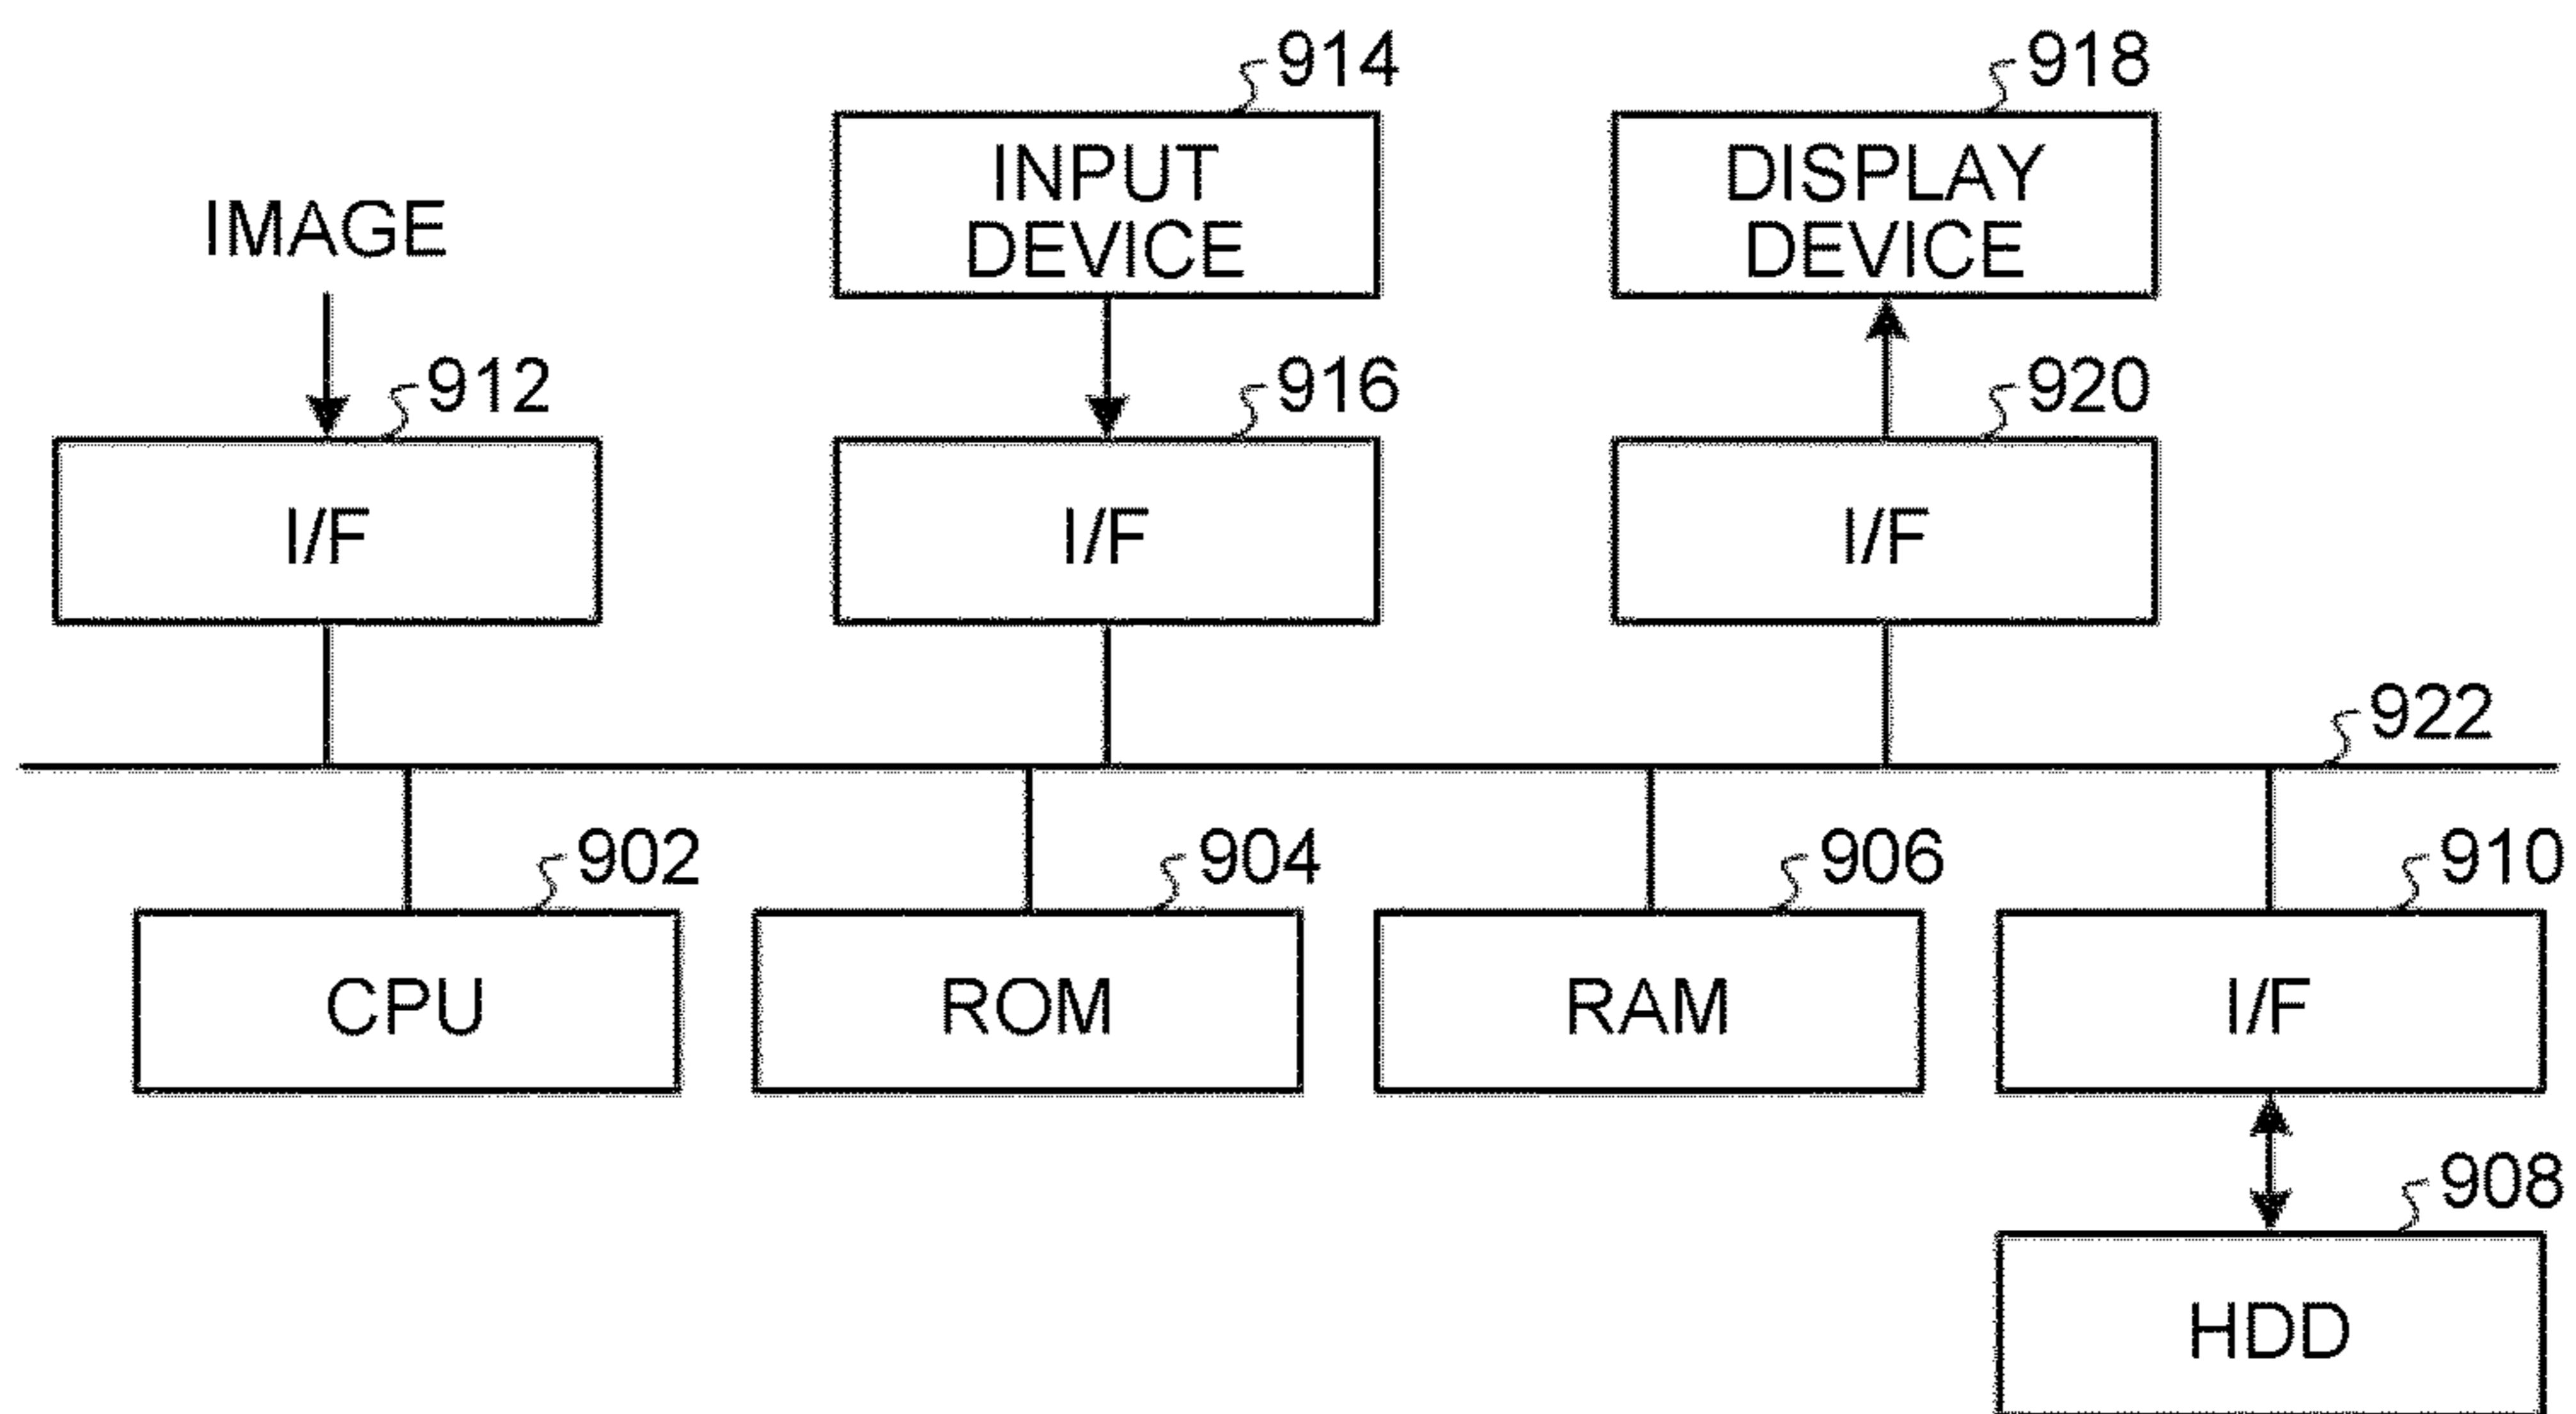 914
INPUT
DEVICE
918
DISPLAY
DEVICE
IMAGE
912
I/F
916
I/F
920
I/F
922
902
CPU
904
ROM
906
RAM
910
I/F
908
HDD